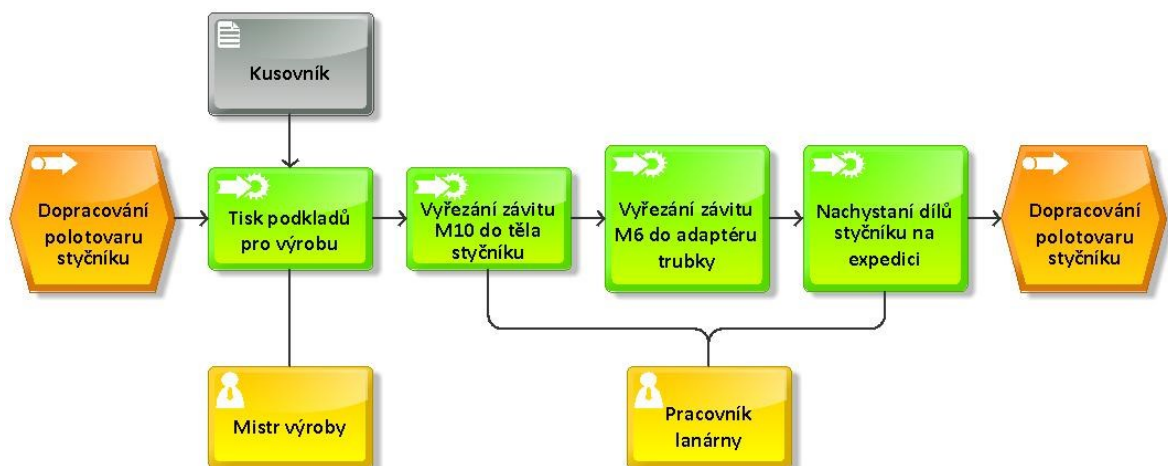 Kusovník
Dopracování
polotovaru
styčníku
Tisk podkladů
pro výrobu
Vyřezání závitu
M10 do těla
styčníku
Vyřezání závitu
M6 do adaptéru
trubky
Nachystaní dílů
styčníku na
expedici
Dopracování
polotovaru
styčníku
Mistr výroby
Pracovník
lanárny